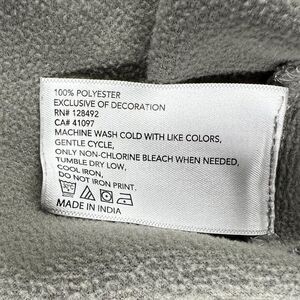 100% POLYESTER
EXCLUSIVE OF DECORATION
RN# 128492
CA# 41097
MACHINE WASH COLD WITH LIKE COLORS,
GENTLE CYCLE,
ONLY NON-CHLORINE BLEACH WHEN NEEDED.
TUMBLE DRY LOW,
COOL IRON,
DO NOT IRON PRINT.
MADE IN INDIA